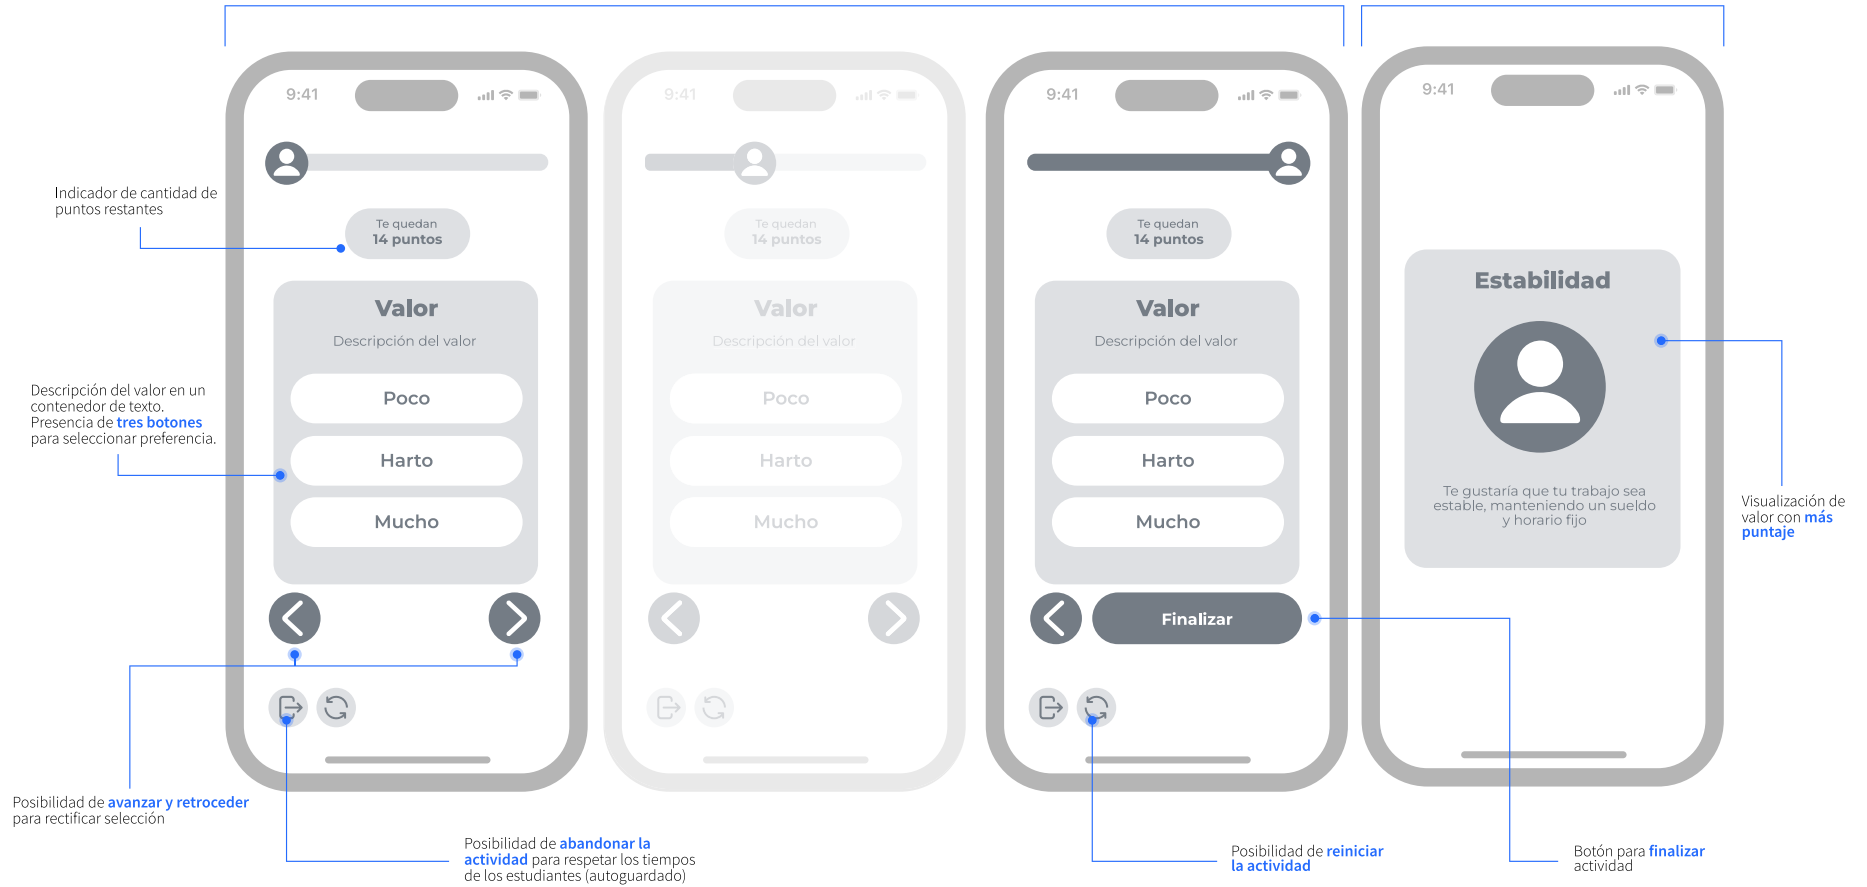 9:41
Te quedan
14 puntos
Valor
Descripción del valor
Poco
Harto
Mucho
9:41
Te quedan
14 puntos
Valor
Descripción del valor
Poco
Harto
Mucho
9:41
Te quedan
14 puntos
Valor
Descripción del valor
Poco
Harto
Mucho
Finalizar
9:41
Estabilidad
Te gustaría que tu trabajo sea
estable, manteniendo un sueldo
y horario fijo
Indicador de cantidad de
puntos restantes
Descripción del valor en un
contenedor de texto.
Presencia de tres botones
para seleccionar preferencia.
Posibilidad de avanzar y retroceder
para rectificar selección
Posibilidad de abandonar la
actividad para respetar los tiempos
de los estudiantes (autoguardado)
Posibilidad de reiniciar
la actividad
Botón para finalizar
actividad
Visualización de
valor con más
puntaje